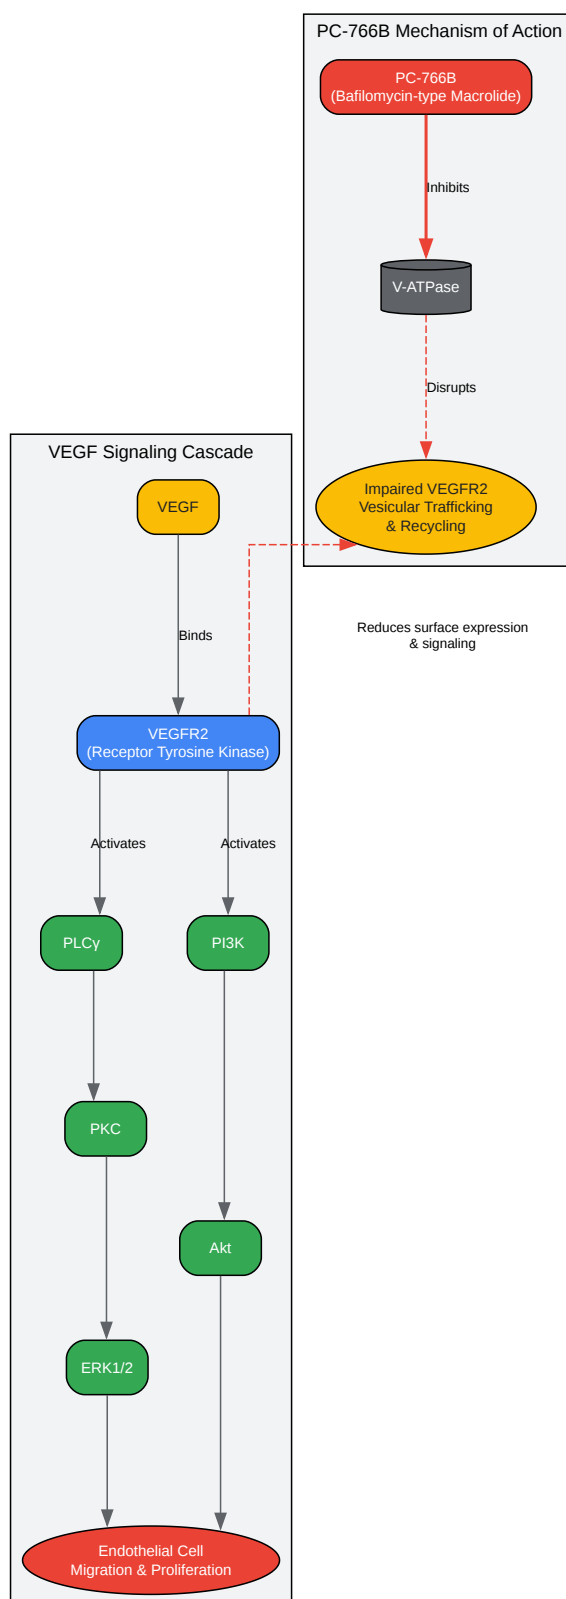 PC-766B Mechanism of Action
PC-766B
(Bafilomycin-type Macrolide)
Inhibits
V-ATPase
Disrupts
Impaired VEGFR2
Vesicular Trafficking
& Recycling
Reduces surface expression
& signaling
VEGF Signaling Cascade
VEGF
Binds
VEGFR2
(Receptor Tyrosine Kinase)
Activates
Activates
PLCγ
PI3K
PKC
Akt
ERK1/2
Endothelial Cell
Migration & Proliferation